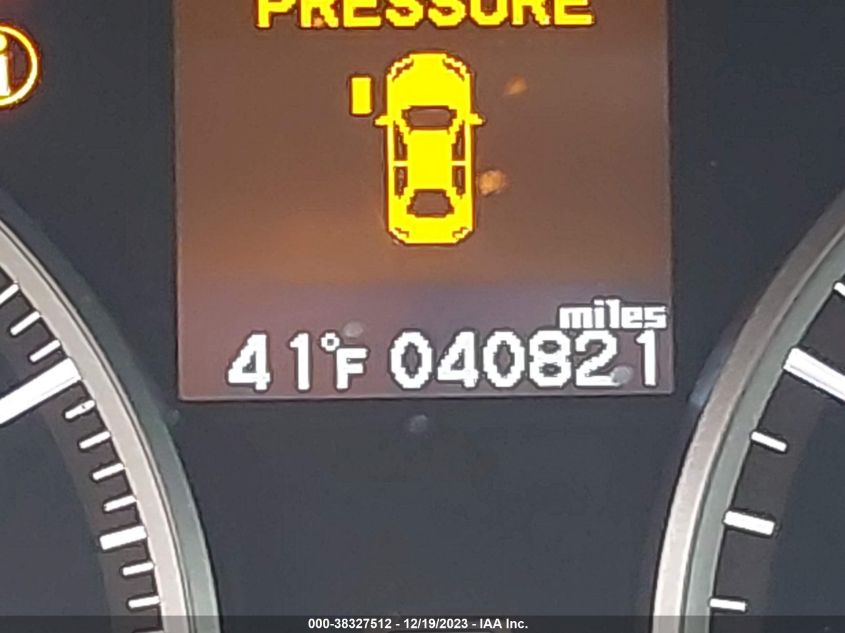 PRESSURE
i
miles
41°F 040821
000-38327512 - 12/19/2023 - IAA Inc.